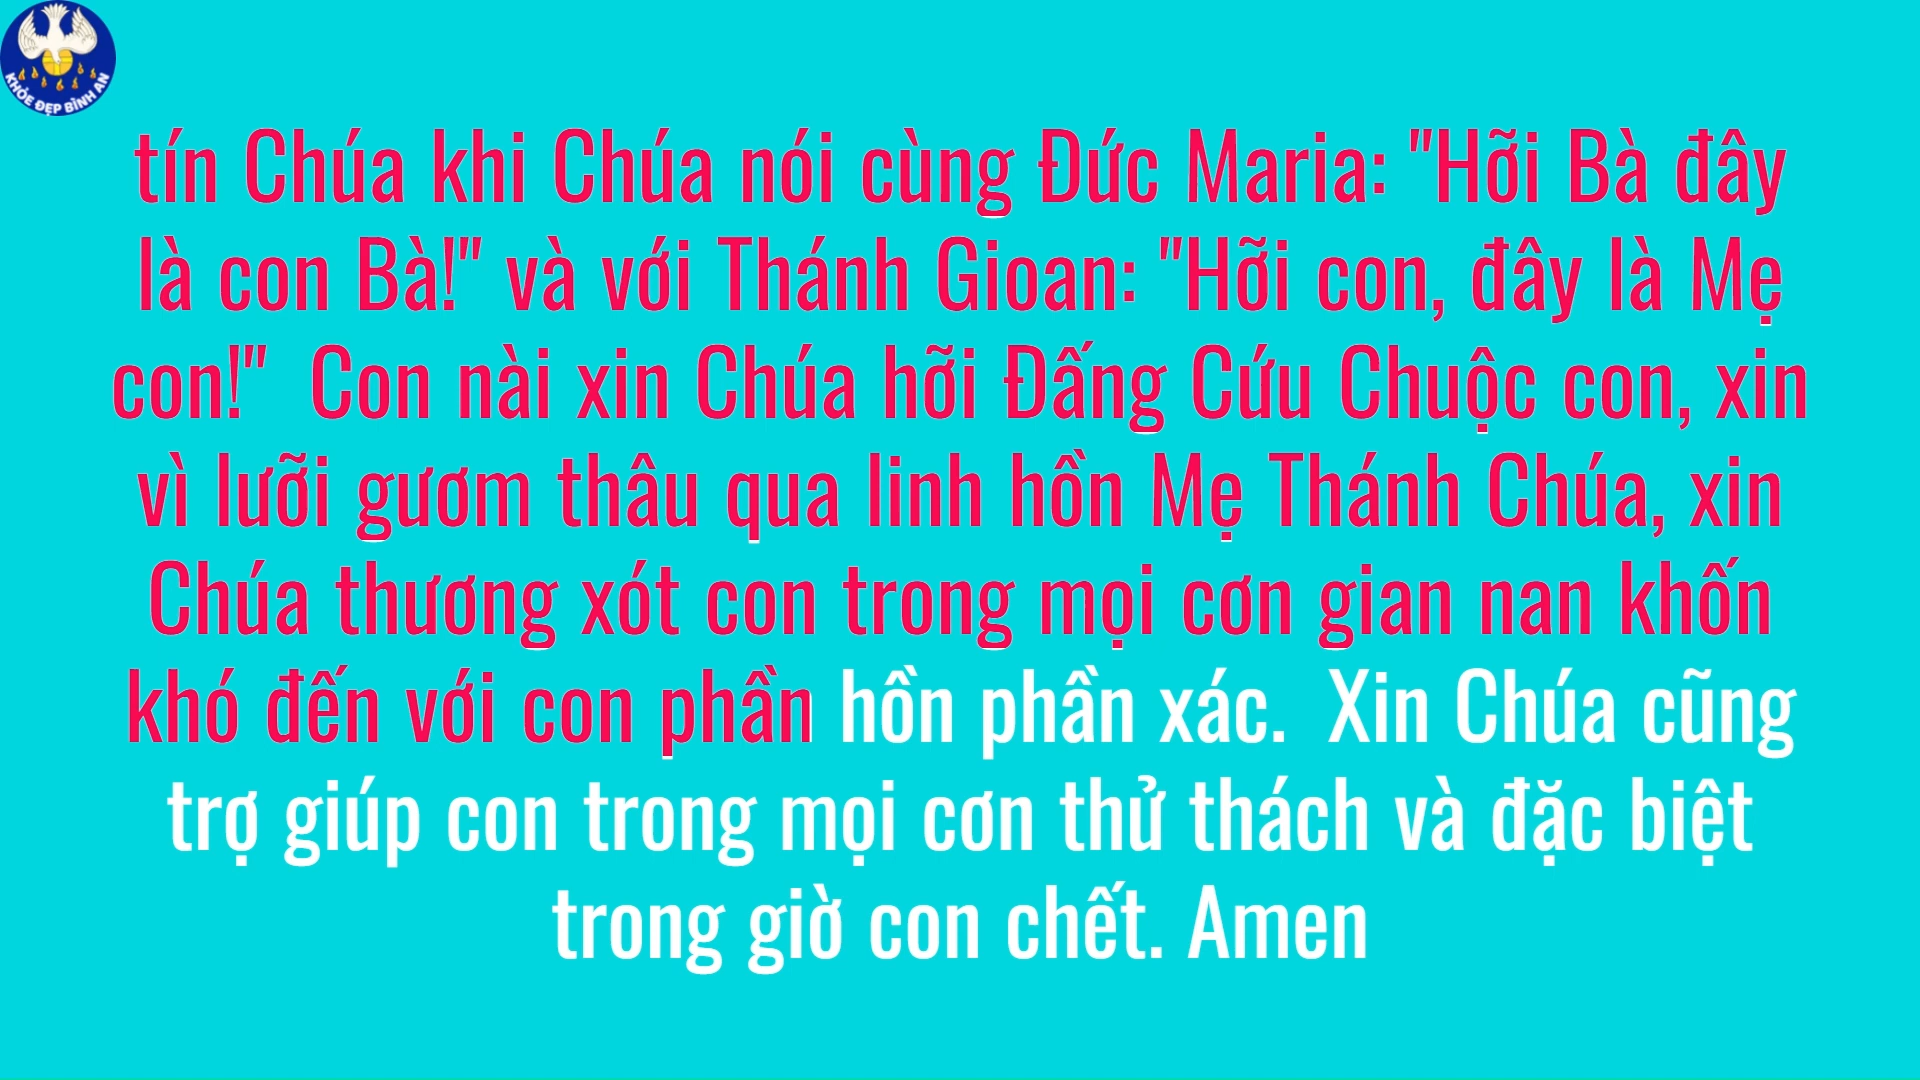 KHỎE ĐẸP BÌNH AN
tín Chúa khi Chúa nói cùng Đức Maria: "Hỡi Bà đây
là con Bà!" và với Thánh Gioan: "Hỡi con, đây là Mẹ
con!"  Con nài xin Chúa hỡi Đấng Cứu Chuộc con, xin
vì lưỡi gươm thâu qua linh hồn Mẹ Thánh Chúa, xin
Chúa thương xót con trong mọi cơn gian nan khốn
khó đến với con phần hồn phần xác.  Xin Chúa cũng
trợ giúp con trong mọi cơn thử thách và đặc biệt
trong giờ con chết. Amen